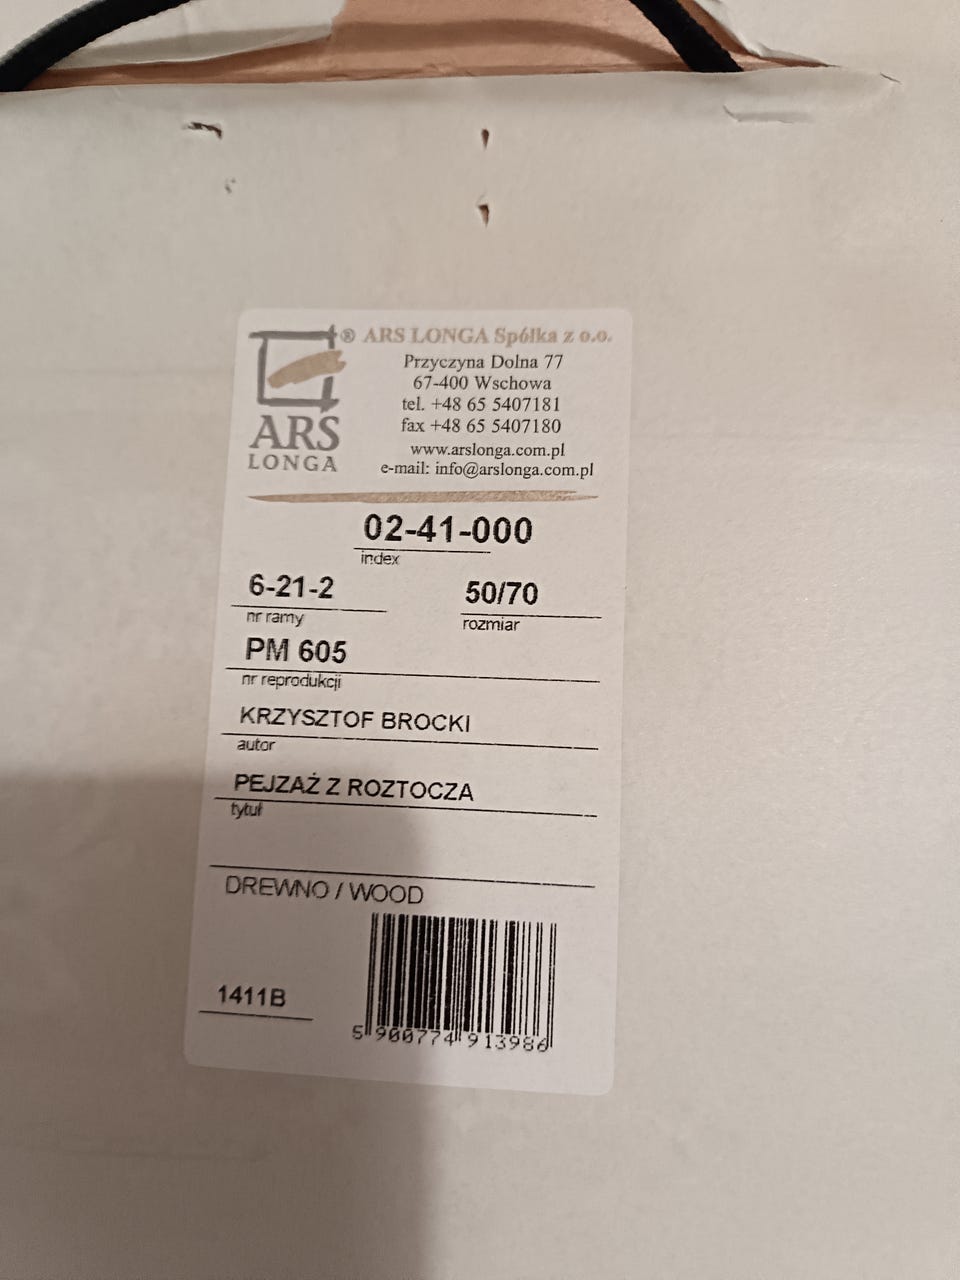 ® ARS LONGA Spółka z o.o.
Przyczyna Dolna 77
67-400 Wschowa
tel. +48 65 5407181
fax +48 65 5407180
www.arslonga.com.pl
e-mail: info@arslonga.com.pl
ARS
LONGA
02-41-000
index
6-21-2
nr ramy
50/70
rozmiar
PM 605
nr reprodukcji
KRZYSZTOF BROCKI
autor
PEJZAŻ Z ROZTOCZA
tytuł
DREWNO / WOOD
1411B
5 900774 913986